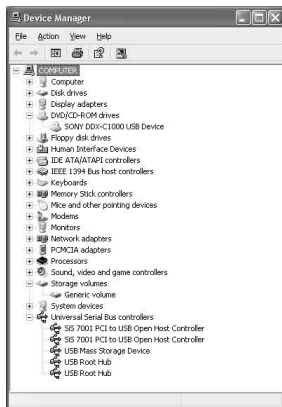 Device Manager
File Action View Help
COMPUTER
Computer
Disk drives
Display adapters
DVD/CD-ROM drives
SONY DDX-C1000 USB Device
Floppy disk drives
Human Interface Devices
IDE ATA/ATAPI controllers
IEEE 1394 Bus host controllers
Keyboards
Memory Stick controllers
Mice and other pointing devices
Modems
Monitors
Network adapters
PCMCIA adapters
Processors
Sound, video and game controllers
Storage volumes
Generic volume
System devices
Universal Serial Bus controllers
SiS 7001 PCI to USB Open Host Controller
SiS 7001 PCI to USB Open Host Controller
USB Mass Storage Device
USB Root Hub
USB Root Hub